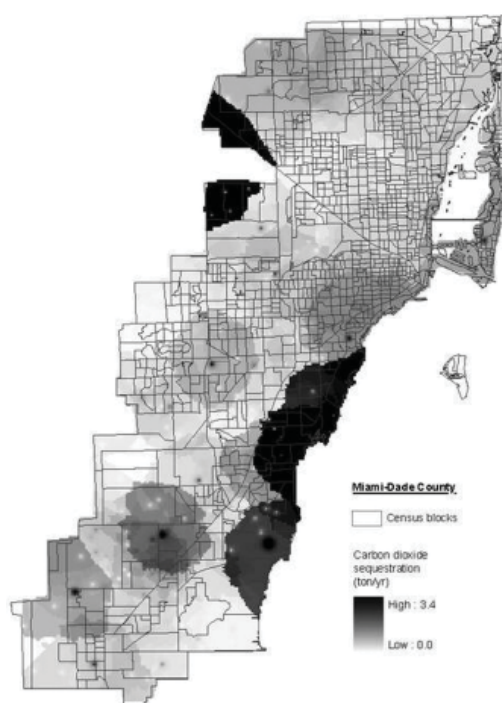 Miami-Dade County
Census blocks
Carbon dioxide
sequestration
(ton/yr)
High : 3.4
Low : 0.0